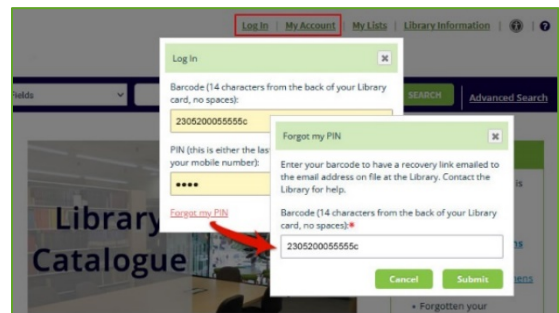 Log In | My Account | My Lists | Library Information
Log In
Barcode (14 characters from the back of your Library
card, no spaces):
2305200055555c
PIN (this is either the las
your mobile number):
••••
Forgot my PIN
ields
SEARCH
Advanced Search
Forgot my PIN
Enter your barcode to have a recovery link emailed to
the email address on file at the Library. Contact the
Library for help.
Barcode (14 characters from the back of your Library
card, no spaces):*
2305200055555c
Cancel
Submit
Library
Catalogue
is
ns
ens
• Forgotten your